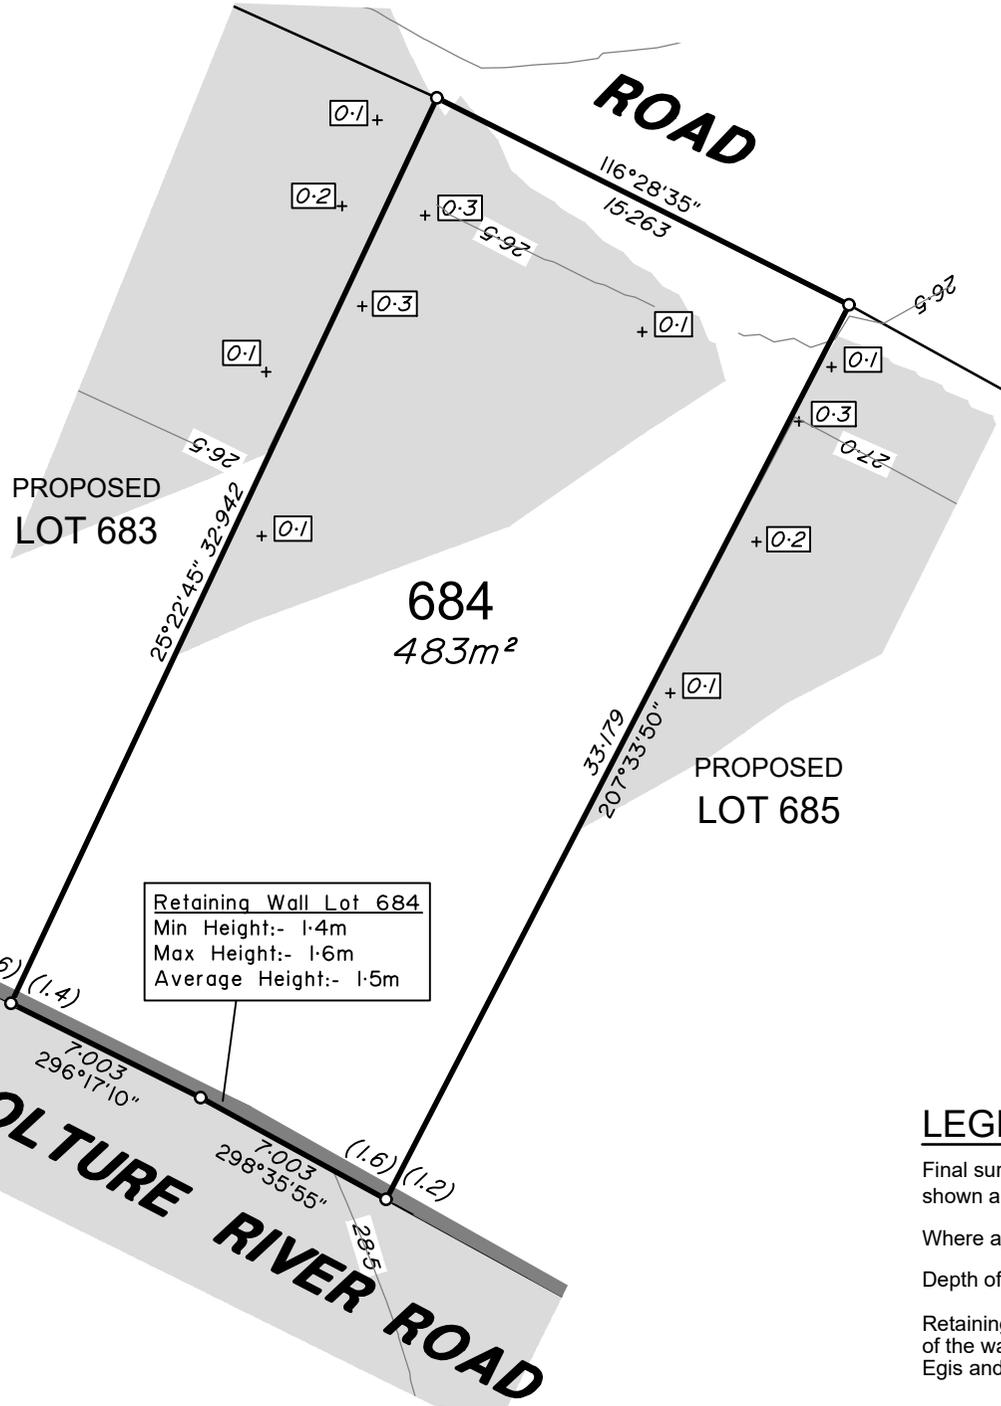 ROAD
116°28'35"
15·263
0·1
0·2
0·3
26·5
0·3
0·1
26·5
0·1
0·1
0·3
27·0
26·5
PROPOSED
LOT 683
25°22'45" 32·942
0·1
0·2
684
483m²
0·1
33·179
207°33'50"
PROPOSED
LOT 685
Retaining Wall Lot 684
Min Height:- 1·4m
Max Height:- 1·6m
Average Height:- 1·5m
6) (1.4)
7·003
296°17'10"
7·003
298°35'55"
(1.6) (1.2)
28·5
OLTURE RIVER ROAD
LEGE
Final sur
shown a
Where a
Depth of
Retaining
of the wa
Egis and